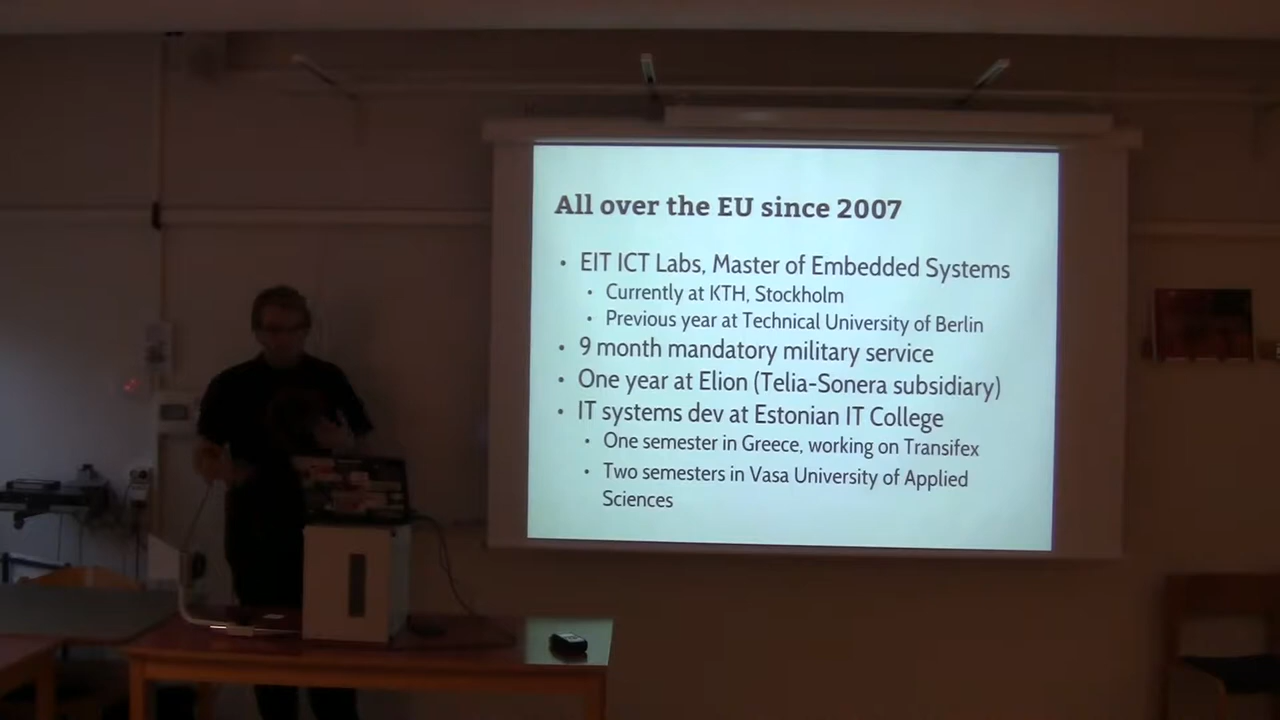 All over the EU since 2007
• EIT ICT Labs, Master of Embedded Systems
• Currently at KTH, Stockholm
• Previous year at Technical University of Berlin
• 9 month mandatory military service
• One year at Elion (Telia-Sonera subsidiary)
• IT systems dev at Estonian IT College
• One semester in Greece, working on Transifex
• Two semesters in Vasa University of Applied
Sciences